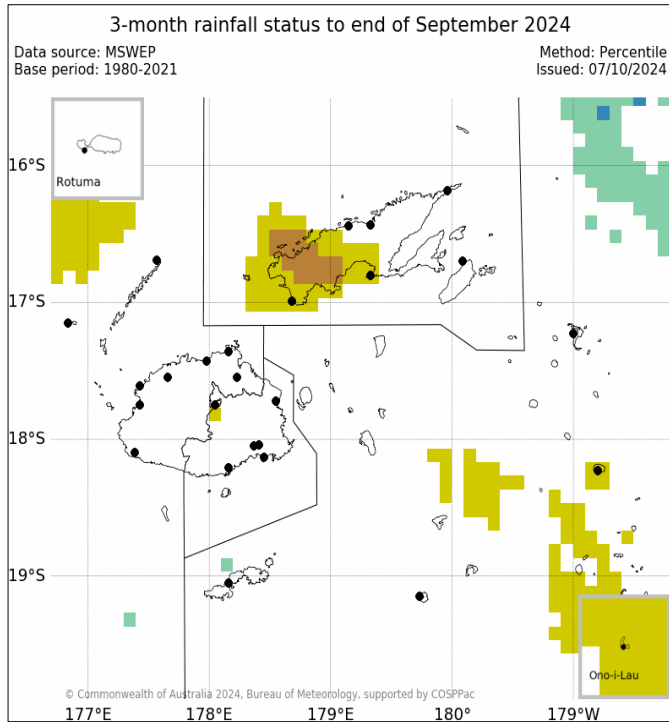 3-month rainfall status to end of September 2024
Data source: MSWEP
Method: Percentile
Base period: 1980-2021
Issued: 07/10/2024
Rotuma
16°S
17°S
18°S
19°S
Ono-i-Lau
© Commonwealth of Australia 2024, Bureau of Meteorology, supported by COSPPac
177°E
178°E
179°E
180°E
179°W